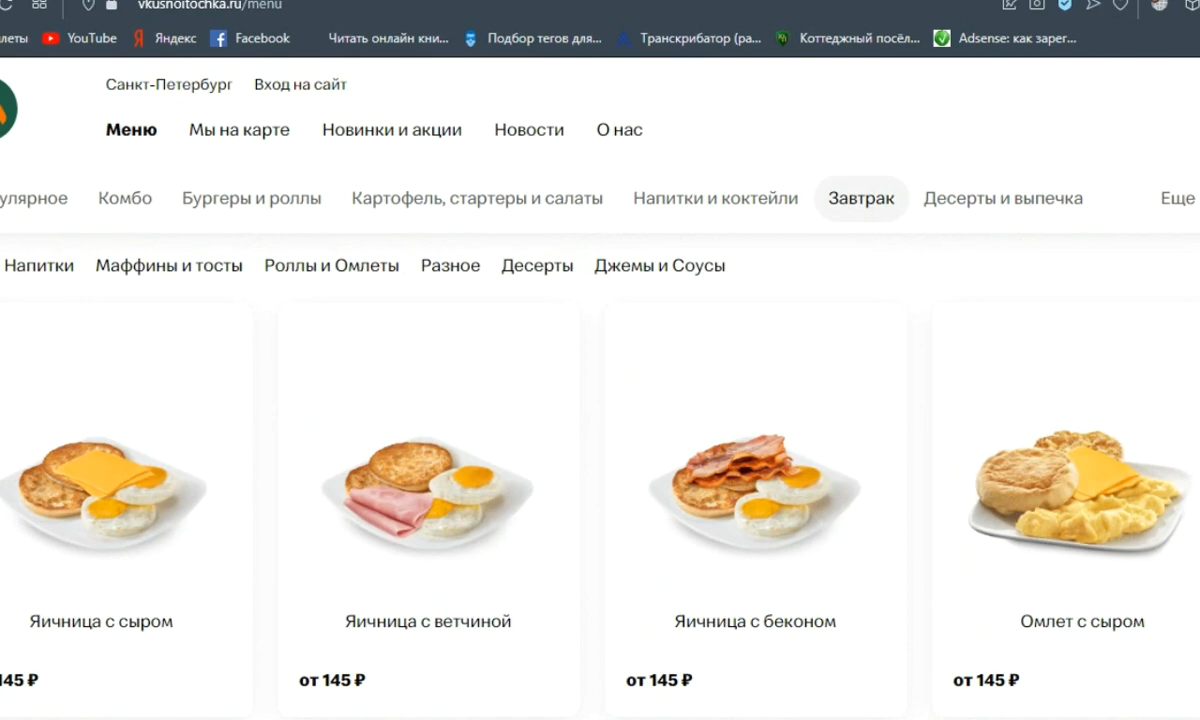 vkusnoitochka.ru/menu
леты YouTube Яндекс Facebook Читать онлайн кни... Подбор тегов для... Транскрибатор (ра... Коттеджный посёл... Adsense: как зарег...
Санкт-Петербург Вход на сайт
Меню Мы на карте Новинки и акции Новости О нас
улярное Комбо Бургеры и роллы Картофель, стартеры и салаты Напитки и коктейли Завтрак Десерты и выпечка Еще
Напитки Маффины и тосты Роллы и Омлеты Разное Десерты Джемы и Соусы
Яичница с сыром Яичница с ветчиной Яичница с беконом Омлет с сыром
145 ₽ от 145 ₽ от 145 ₽ от 145 ₽